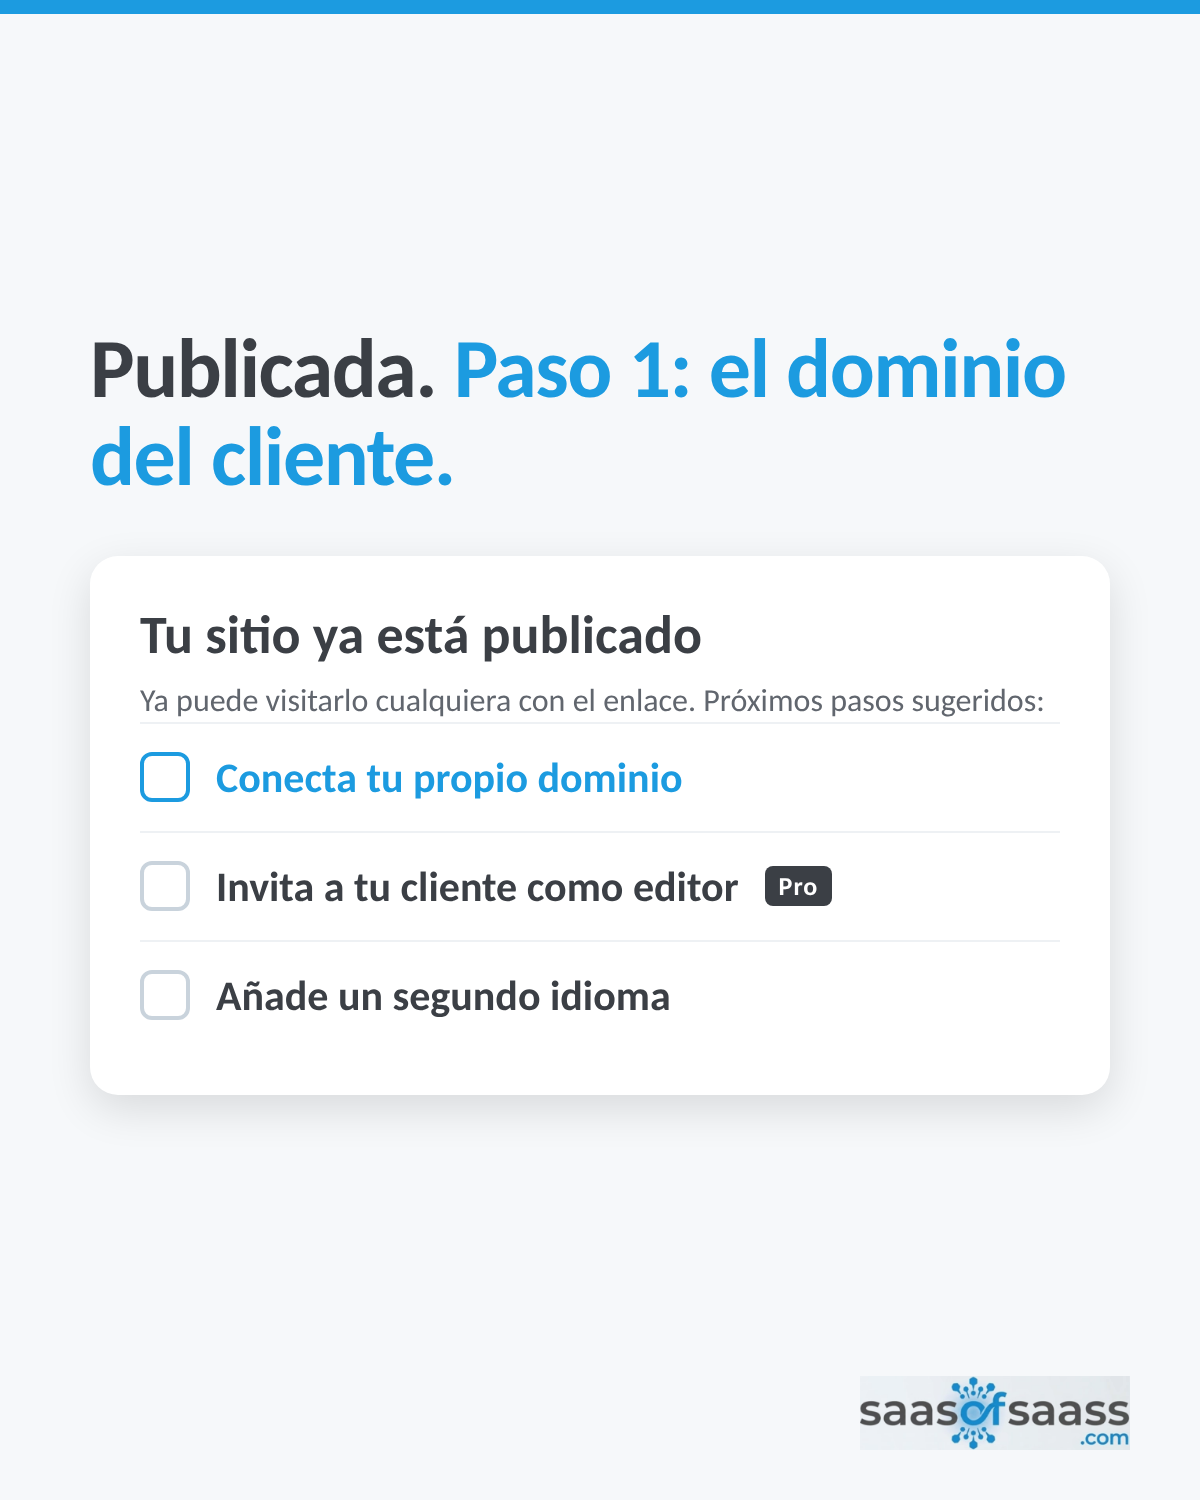 Publicada. Paso 1: el dominio
del cliente.
Tu sitio ya está publicado
Ya puede visitarlo cualquiera con el enlace. Próximos pasos sugeridos:
Conecta tu propio dominio
Invita a tu cliente como editor Pro
Añade un segundo idioma
saasofsaass
.com